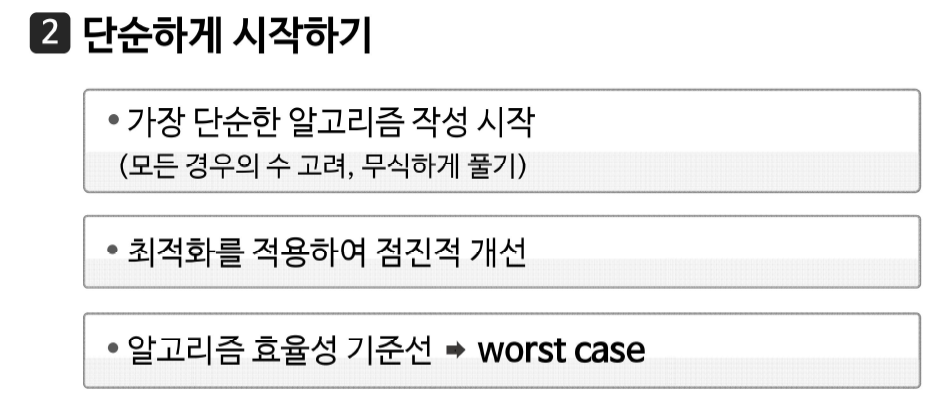 2 단순하게 시작하기
• 가장 단순한 알고리즘 작성 시작
(모든 경우의 수 고려, 무식하게 풀기)
• 최적화를 적용하여 점진적 개선
• 알고리즘 효율성 기준선 ➡ worst case